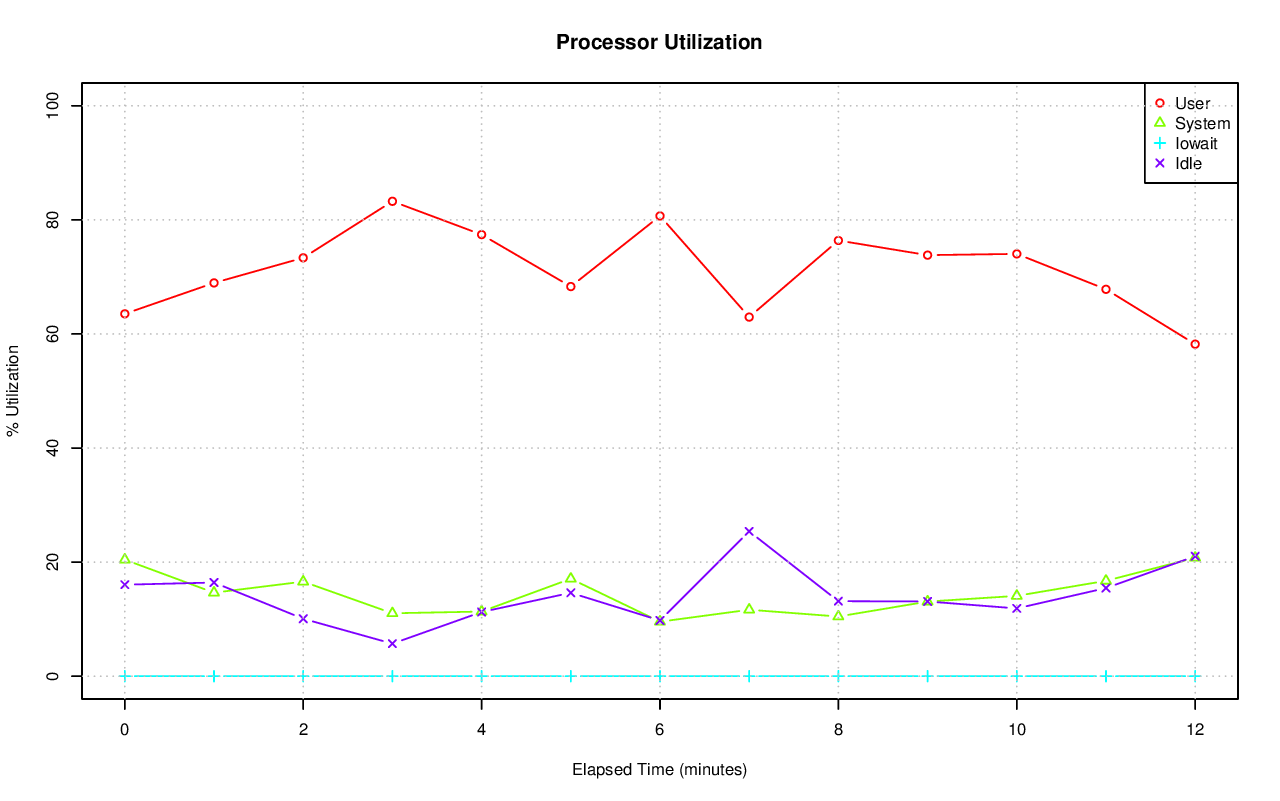 Processor Utilization
User
System
Iowait
Idle
100
80
60
40
20
0
% Utilization
0 2 4 6 8 10 12
Elapsed Time (minutes)